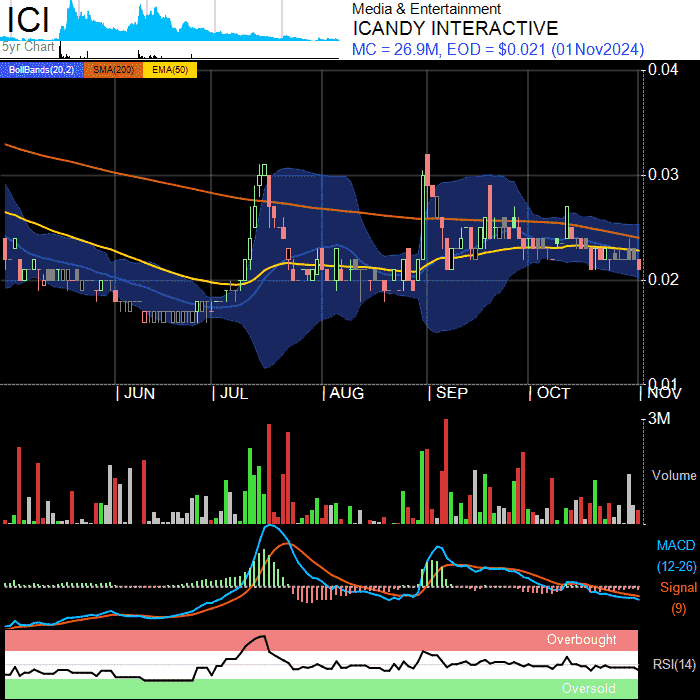 ICI
5yr Chart
Media & Entertainment
ICANDY INTERACTIVE
MC = 26.9M, EOD = $0.021 (01Nov2024)
BollBands(20,2) SMA(200) EMA(50)
0.04
0.03
0.02
0.01
JUN JUL AUG SEP OCT NOV
3M
Volume
MACD
(12-26)
Signal
(9)
Overbought
RSI(14)
Oversold